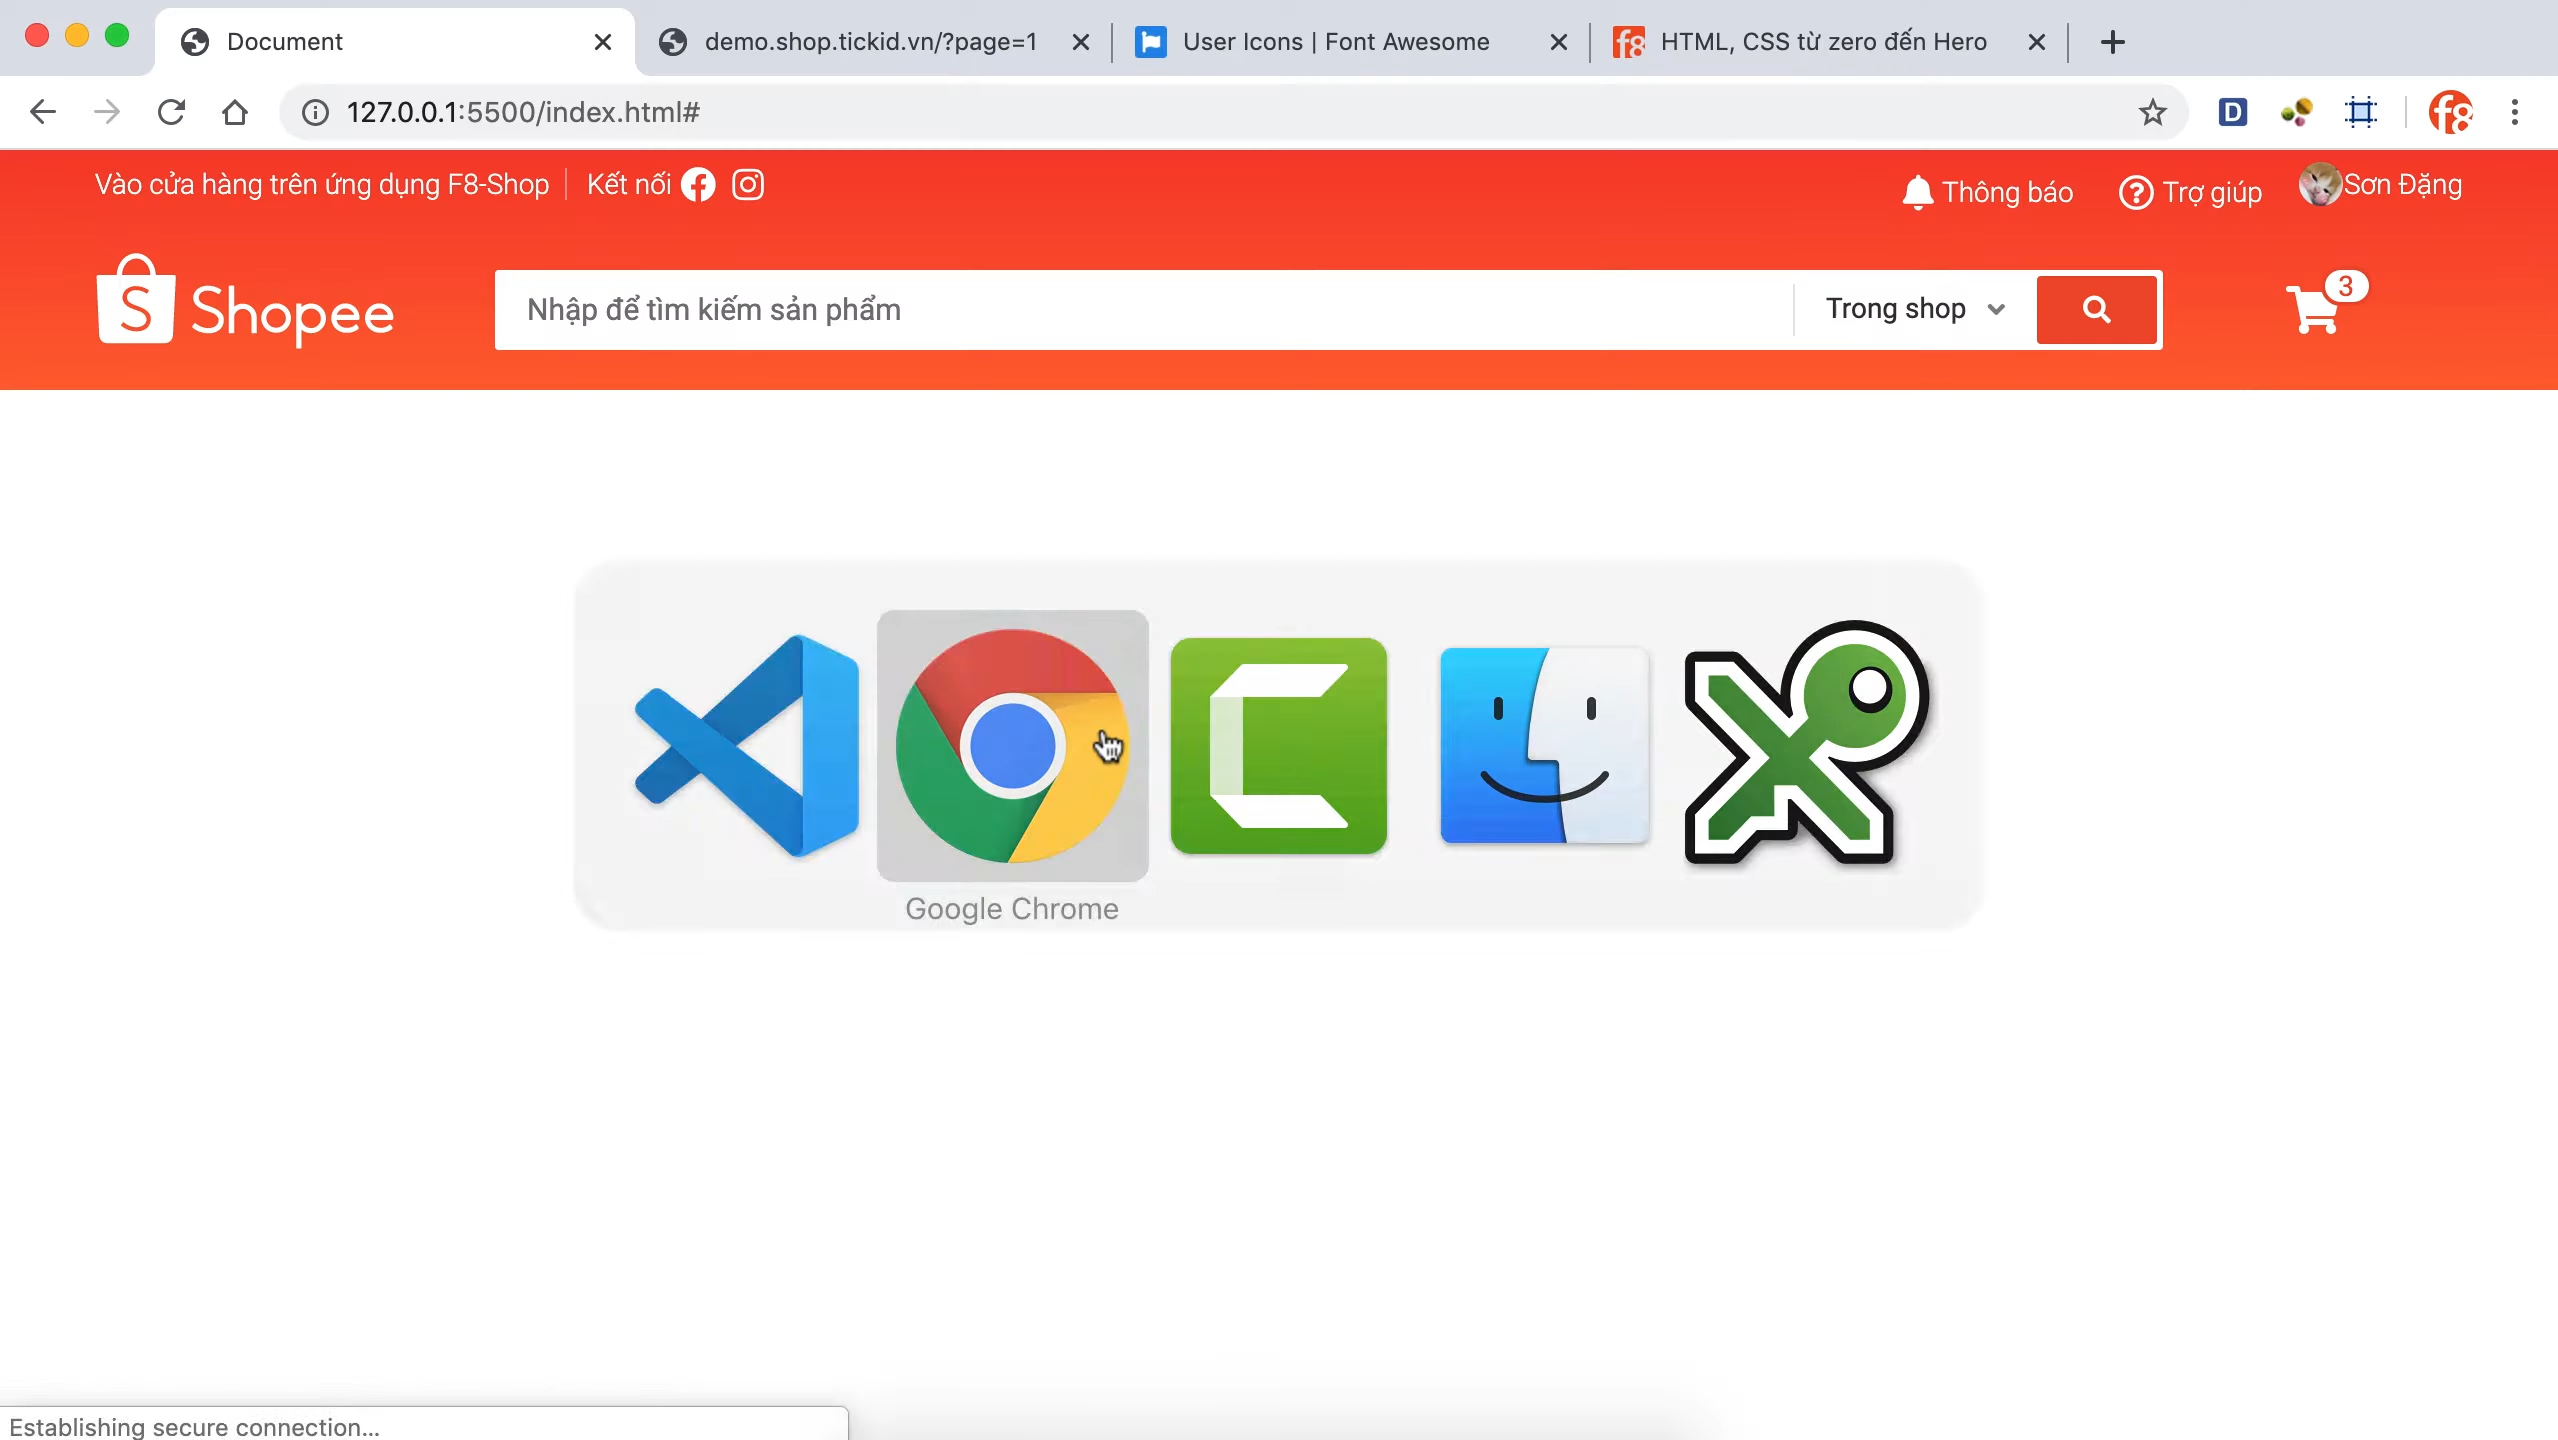 Document
demo.shop.tickid.vn/?page=1
User Icons | Font Awesome
f8
HTML, CSS từ zero đến Hero
127.0.0.1:5500/index.html#
D
f8
Vào cửa hàng trên ứng dụng F8-Shop
Kết nối
Thông báo
Trợ giúp
Sơn Đặng
S Shopee
Nhập để tìm kiếm sản phẩm
Trong shop
3
Google Chrome
Establishing secure connection...